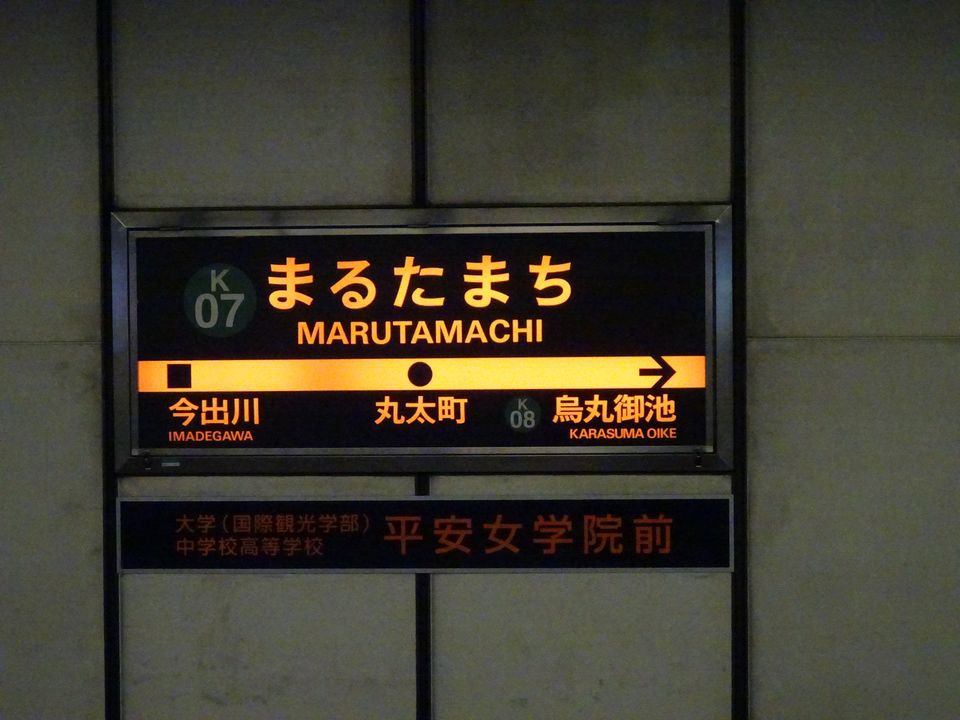 K
07
まるたまち
MARUTAMACHI
今出川
IMADEGAWA
丸太町
K
08
烏丸御池
KARASUMA OIKE
大学(国際観光学部)
中学校高等学校
平安女学院前